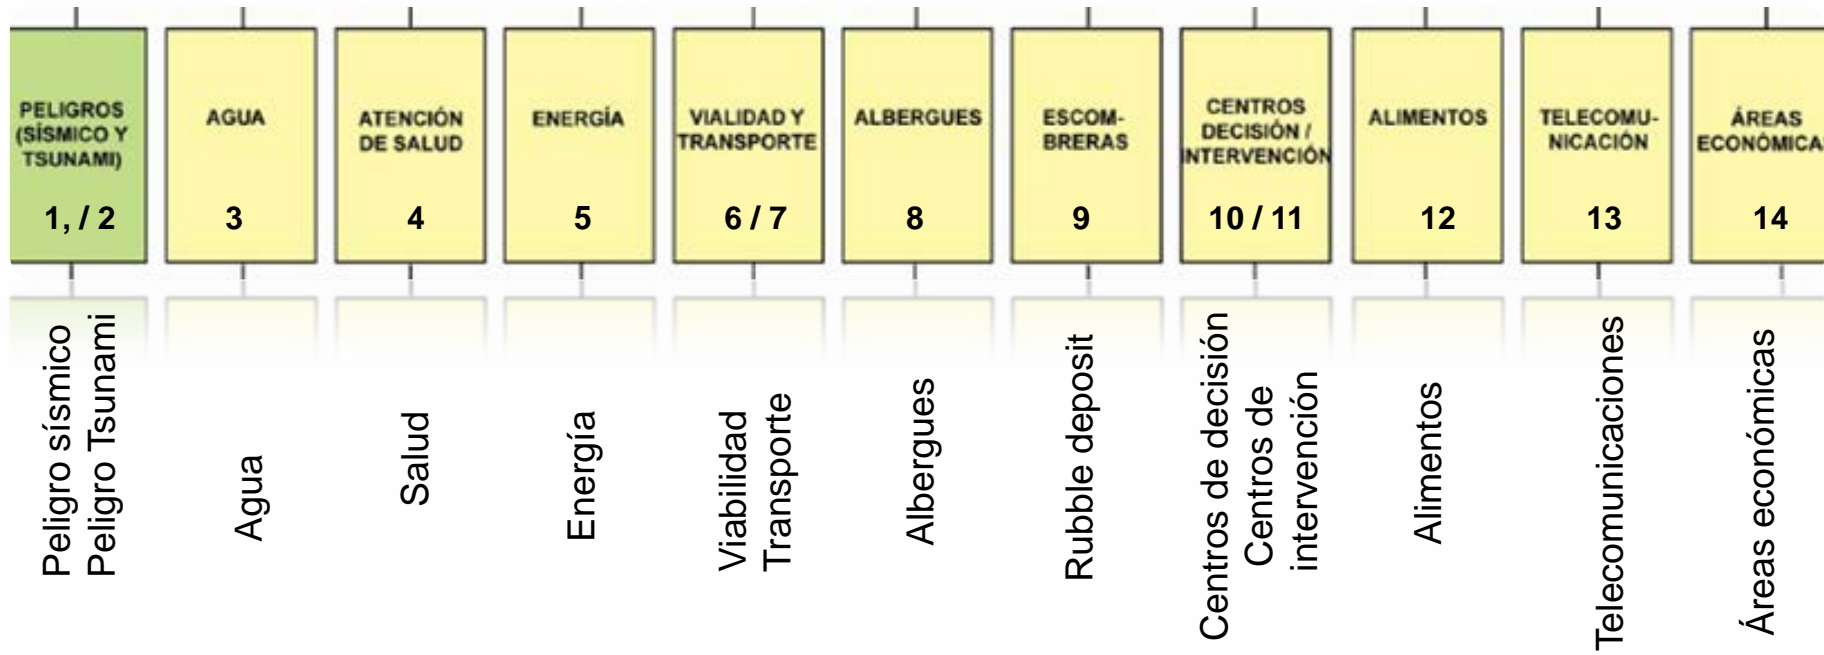 PELIGROS
(SÍSMICO Y
TSUNAMI)
1, / 2
AGUA
3
ATENCIÓN
DE SALUD
4
ENERGÍA
5
VIALIDAD Y
TRANSPORTE
6 / 7
ALBERGUES
8
ESCOM-
BRERAS
9
CENTROS
DECISIÓN /
INTERVENCIÓN
10 / 11
ALIMENTOS
12
TELECOMU-
NICACIÓN
13
ÁREAS
ECONÓMICAS
14
Peligro sísmico
Peligro Tsunami
Agua
Salud
Energía
Viabilidad
Transporte
Albergues
Rubble deposit
Centros de decisión
Centros de
intervención
Alimentos
Telecomunicaciones
Áreas económicas